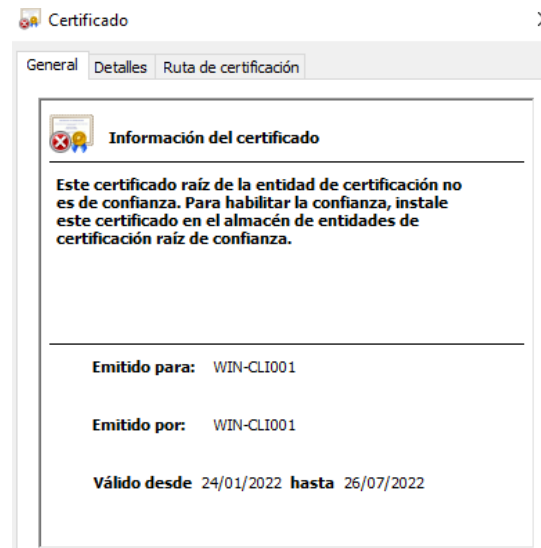 Certificado
General Detalles Ruta de certificación
Información del certificado
Este certificado raíz de la entidad de certificación no
es de confianza. Para habilitar la confianza, instale
este certificado en el almacén de entidades de
certificación raíz de confianza.
Emitido para: WIN-CLI001
Emitido por: WIN-CLI001
Válido desde 24/01/2022 hasta 26/07/2022